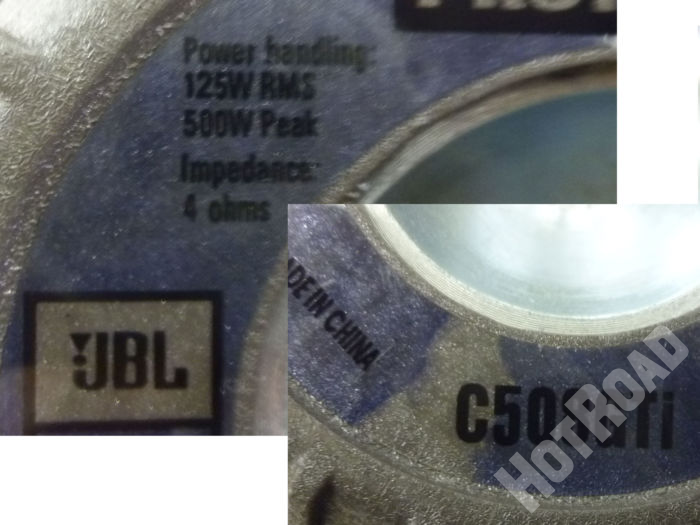 Power handling:
125W RMS
500W Peak
Impedance:
4 ohms
JBL
MADE IN CHINA
HOTROAD